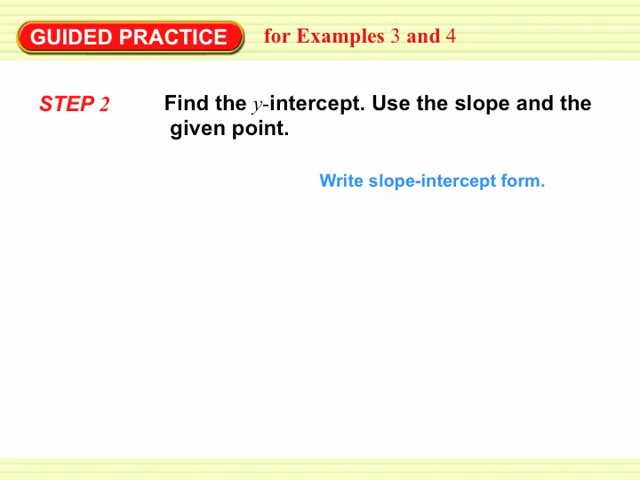 GUIDED PRACTICE for Examples 3 and 4
STEP 2 Find the y-intercept. Use the slope and the
given point.
Write slope-intercept form.